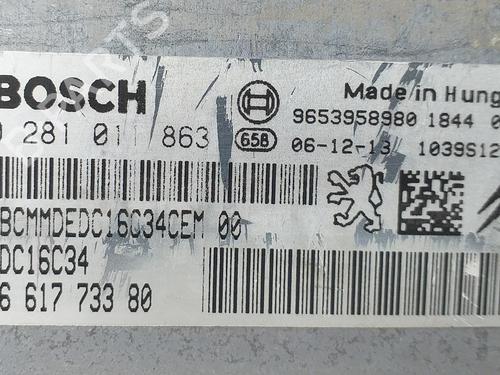 BOSCH
Made in Hung
9653958980 1844 0
281 011 863
658
06-12-13 1039S12
BCMMDEDC16C34CEM 00
DC16C34
6 617 733 80
PARTS